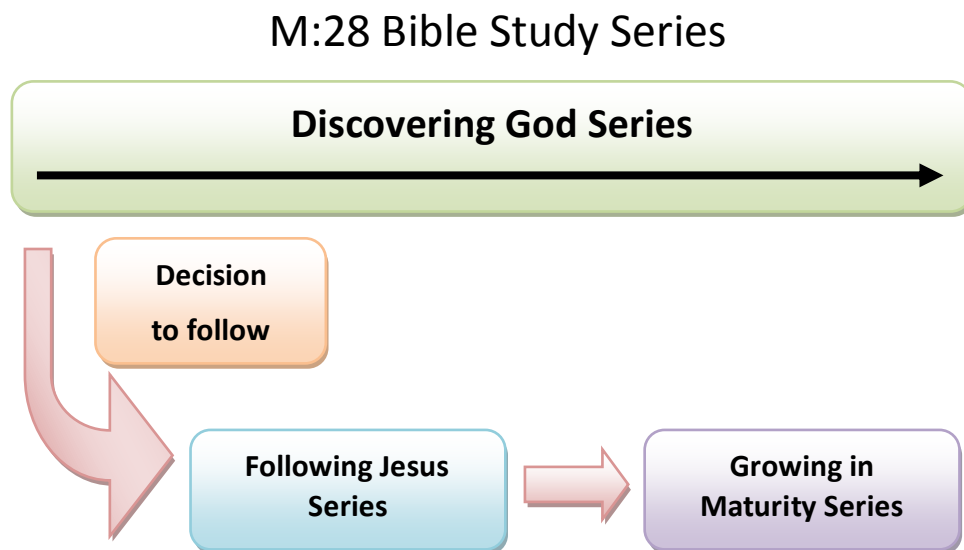 M:28 Bible Study Series
Discovering God Series
Decision
to follow
Following Jesus
Series
Growing in
Maturity Series